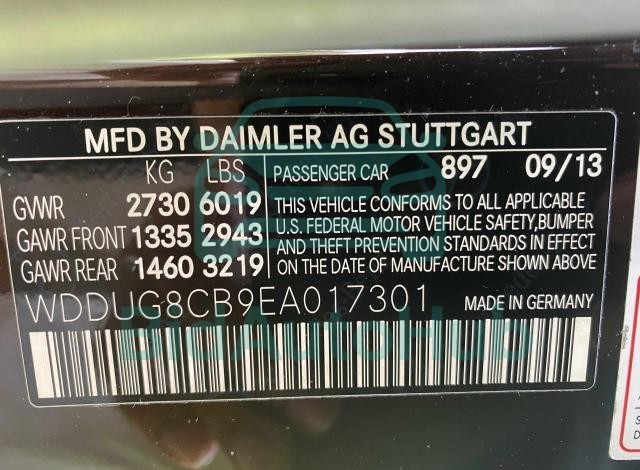 MFD BY DAIMLER AG STUTTGART
KG LBS
GVWR 2730 6019
GAWR FRONT 1335 2943
GAWR REAR 1460 3219
PASSENGER CAR 897 09/13
THIS VEHICLE CONFORMS TO ALL APPLICABLE
U.S. FEDERAL MOTOR VEHICLE SAFETY,BUMPER
AND THEFT PREVENTION STANDARDS IN EFFECT
ON THE DATE OF MANUFACTURE SHOWN ABOVE
WDDUG8CB9EA017301 MADE IN GERMANY
BidAutoHub